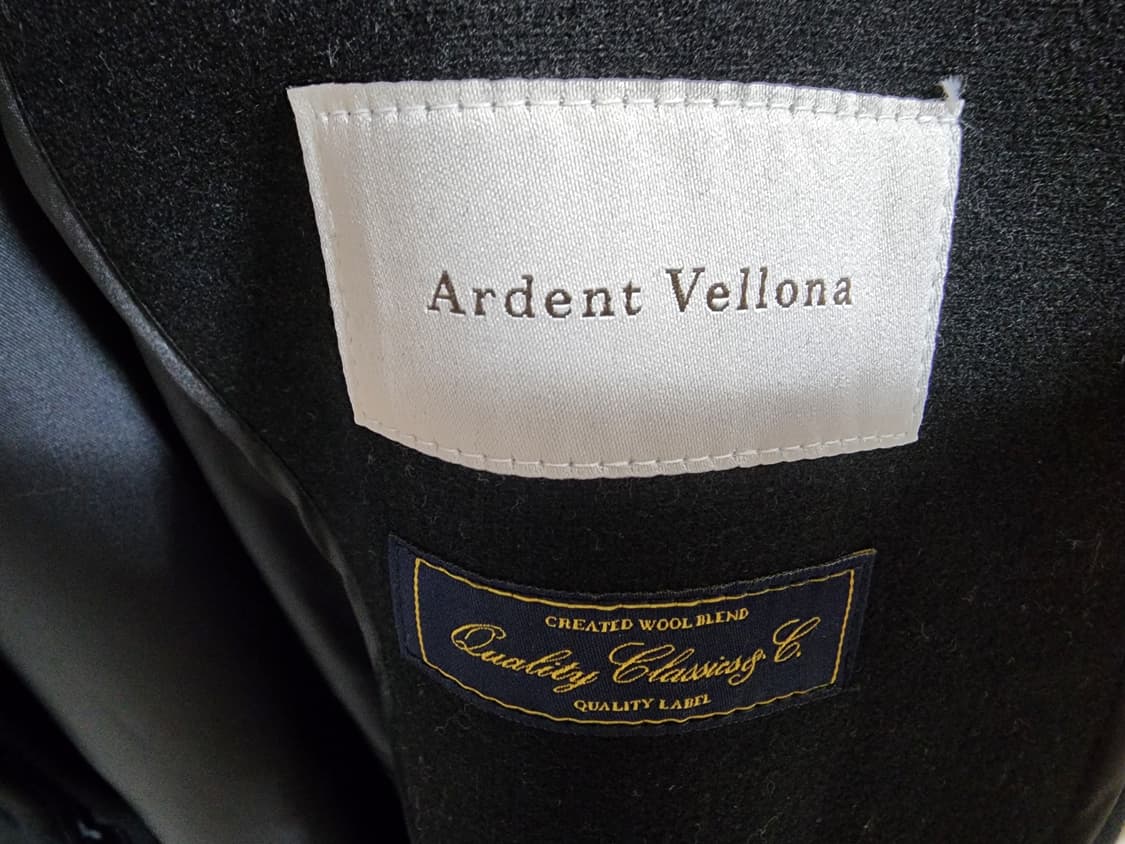 Ardent Vellona
CREATED WOOL BLEND
Quality Classics & C.
QUALITY LABEL